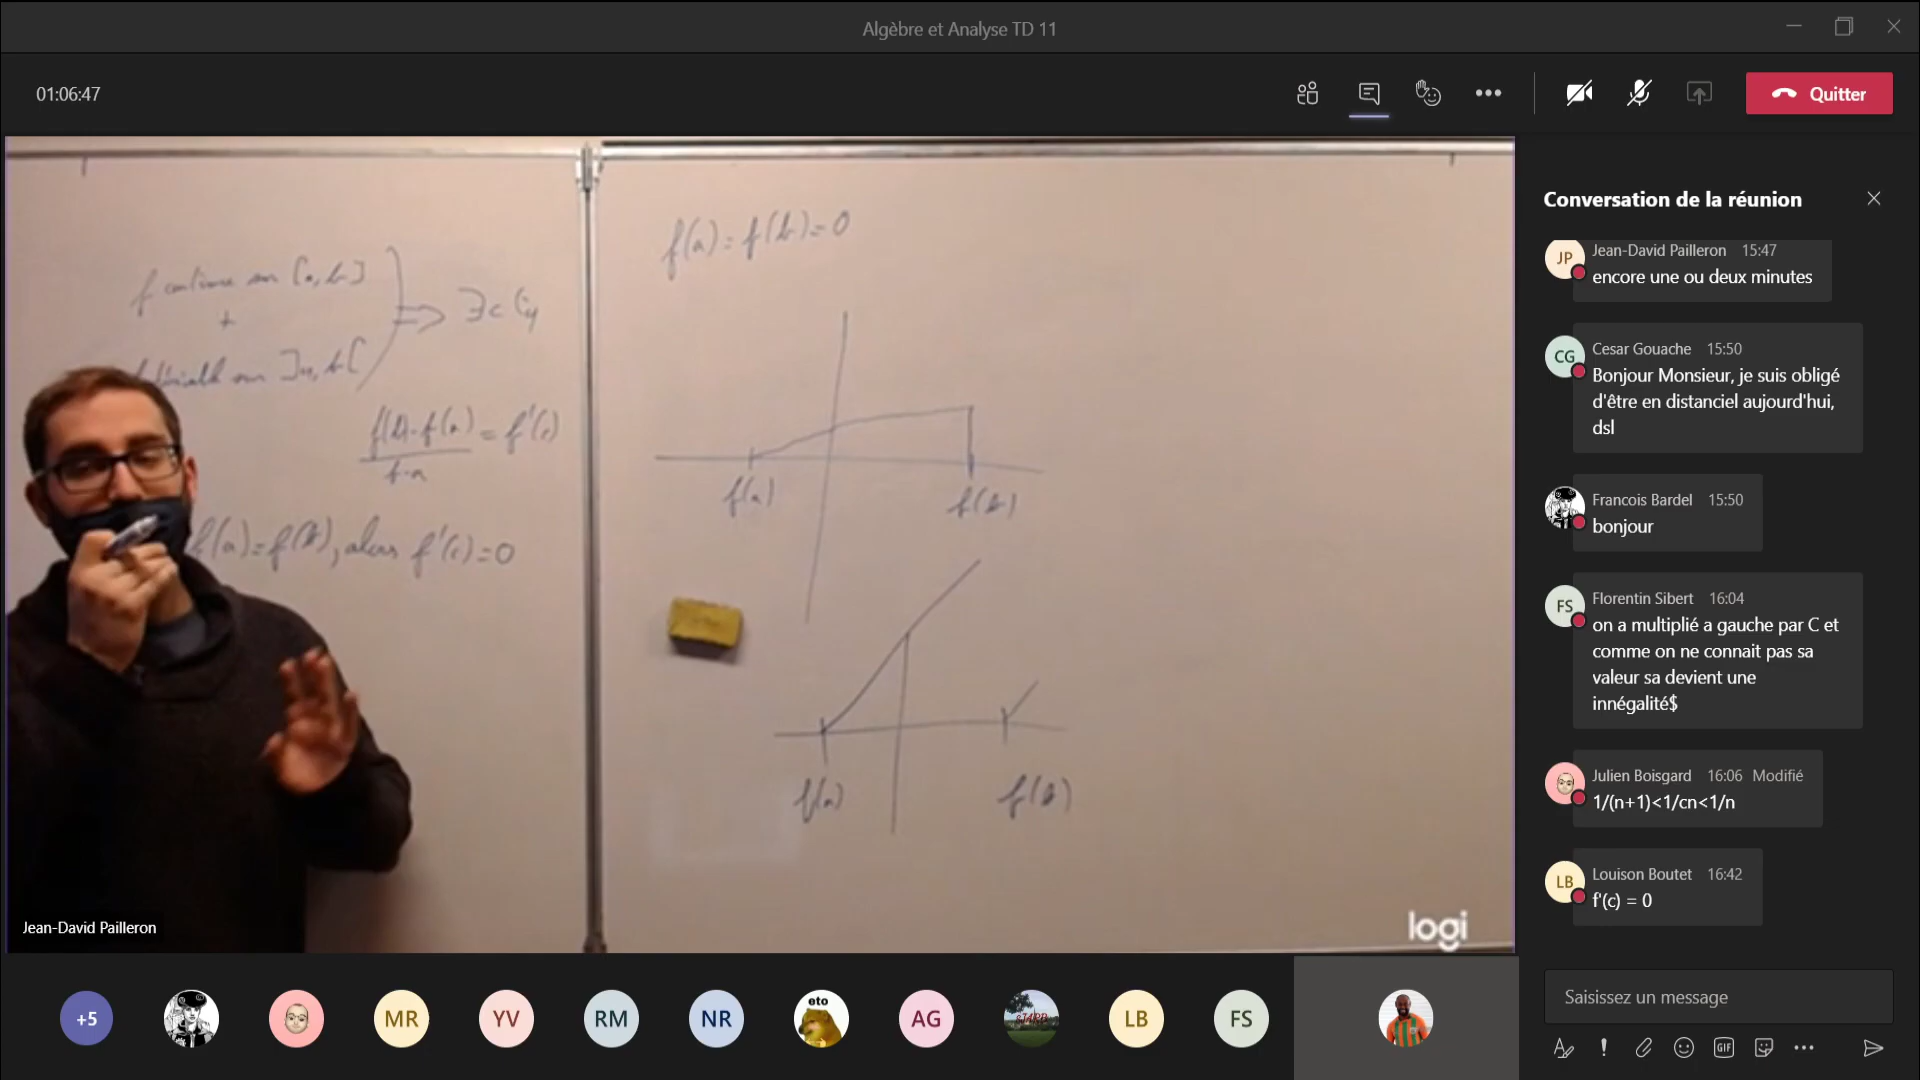 Algèbre et Analyse TD 11
01:06:47
Quitter
f continue sur [a, b]
+
sur ]a, b[
⇒ ∃ c
f(b)-f(a) = f'(c)
b-a
f(a)=f(b), alors f'(c)=0
f(a)=f(b)=0
f(a)
f(b)
f(a)
f(b)
logi
Jean-David Pailleron
Conversation de la réunion
JP
Jean-David Pailleron 15:47
encore une ou deux minutes
CG
Cesar Gouache 15:50
Bonjour Monsieur, je suis obligé
d'être en distanciel aujourd'hui,
dsl
Francois Bardel 15:50
bonjour
FS
Florentin Sibert 16:04
on a multiplié a gauche par C et
comme on ne connait pas sa
valeur sa devient une
innégalité$
Julien Boisgard 16:06 Modifié
1/(n+1)<1/cn<1/n
LB
Louison Boutet 16:42
f'(c) = 0
Saisissez un message
GIF
+5
MR
YV
RM
NR
eto
AG
LB
FS